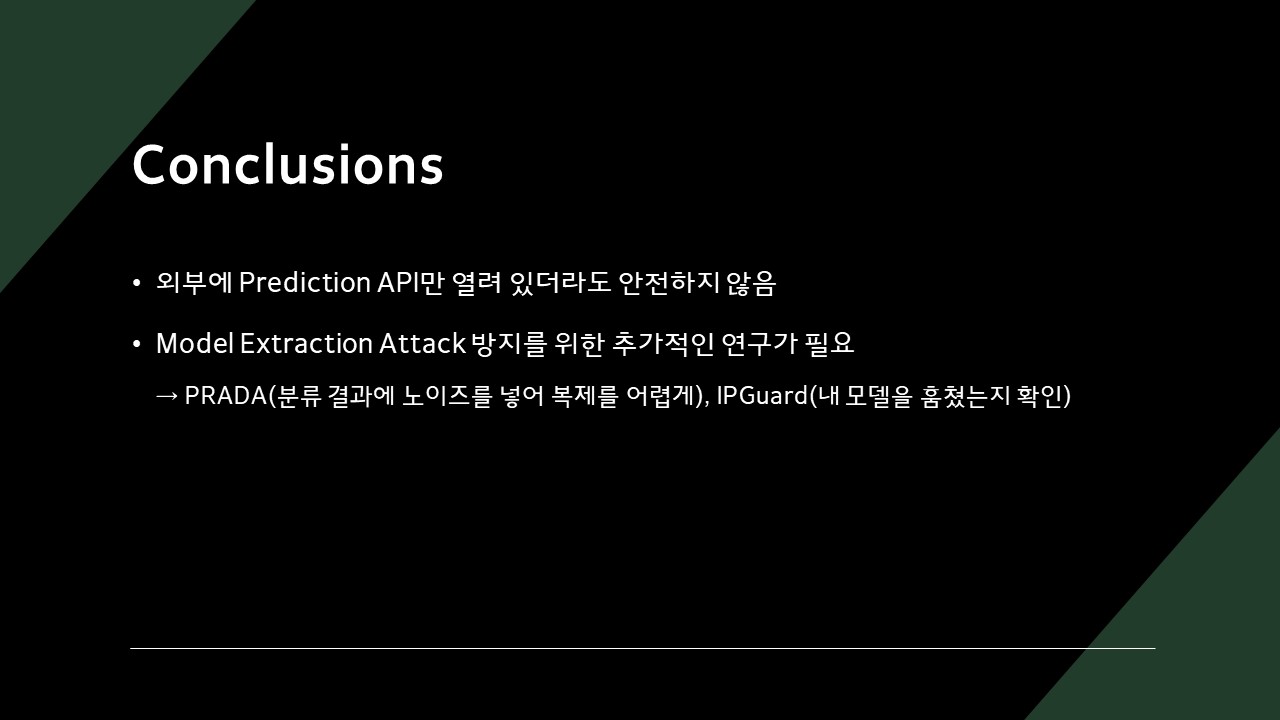 Conclusions
• 외부에 Prediction API만 열려 있더라도 안전하지 않음
• Model Extraction Attack 방지를 위한 추가적인 연구가 필요
→ PRADA(분류 결과에 노이즈를 넣어 복제를 어렵게), IPGuard(내 모델을 훔쳤는지 확인)